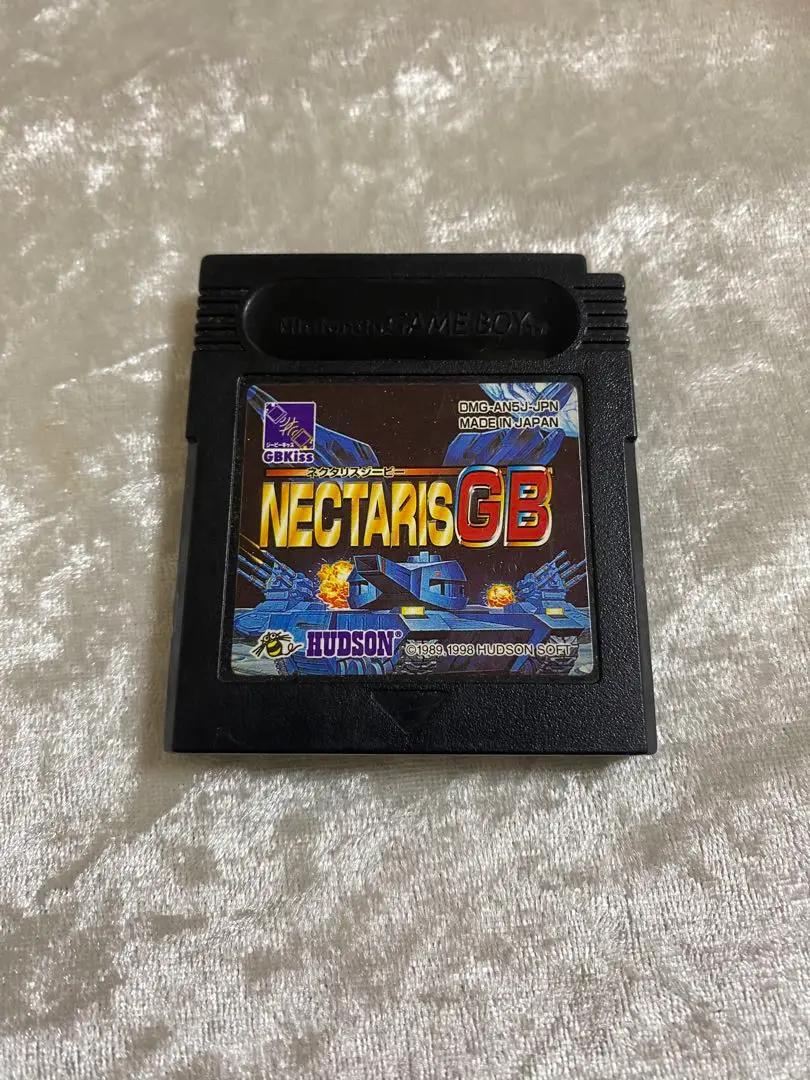 Nintendo GAME BOY TM
DMG-AN5J-JPN
MADE IN JAPAN
ジービーキッス
GBKiss
ネクタリスジービー
NECTARIS GB
HUDSON®
©1989, 1998 HUDSON SOFT